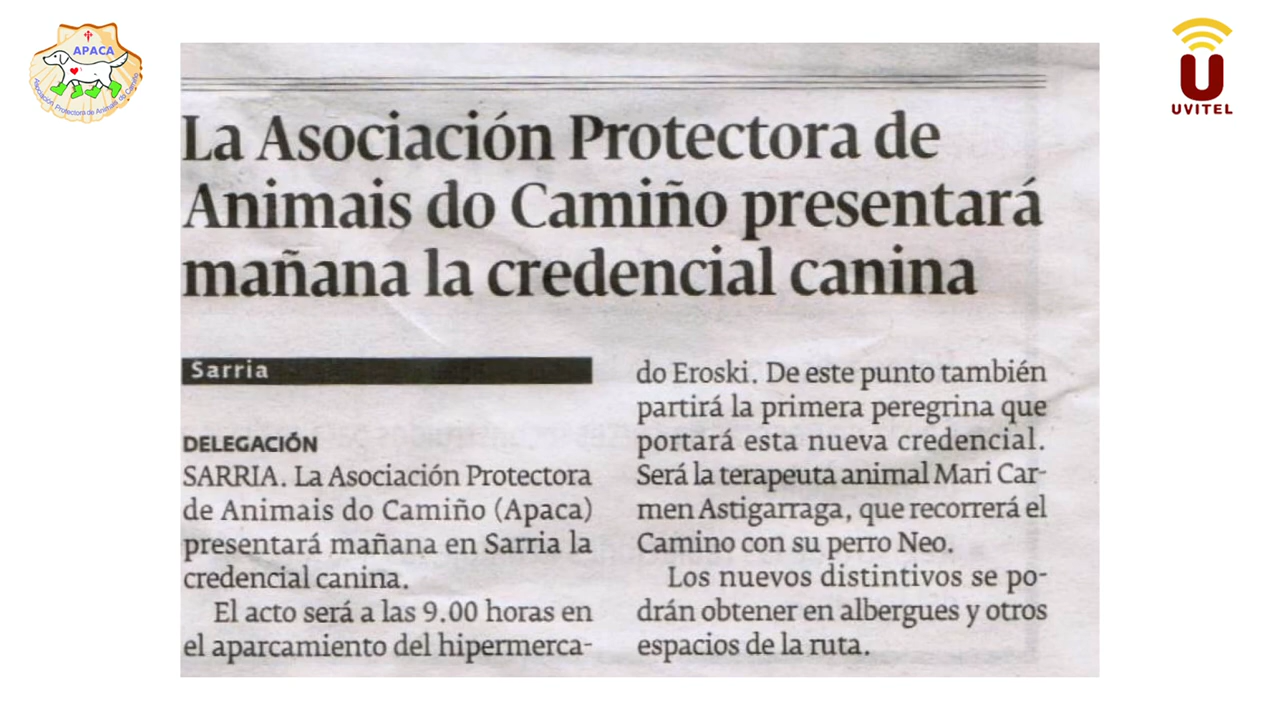 APACA
Asociación Protectora de Animais do Camiño
UVITEL
La Asociación Protectora de
Animais do Camiño presentará
mañana la credencial canina
Sarria
DELEGACIÓN
SARRIA. La Asociación Protectora
de Animais do Camiño (Apaca)
presentará mañana en Sarria la
credencial canina.
El acto será a las 9.00 horas en
el aparcamiento del hipermerca-
do Eroski. De este punto también
partirá la primera peregrina que
portará esta nueva credencial.
Será la terapeuta animal Mari Car-
men Astigarraga, que recorrerá el
Camino con su perro Neo.
Los nuevos distintivos se po-
drán obtener en albergues y otros
espacios de la ruta.